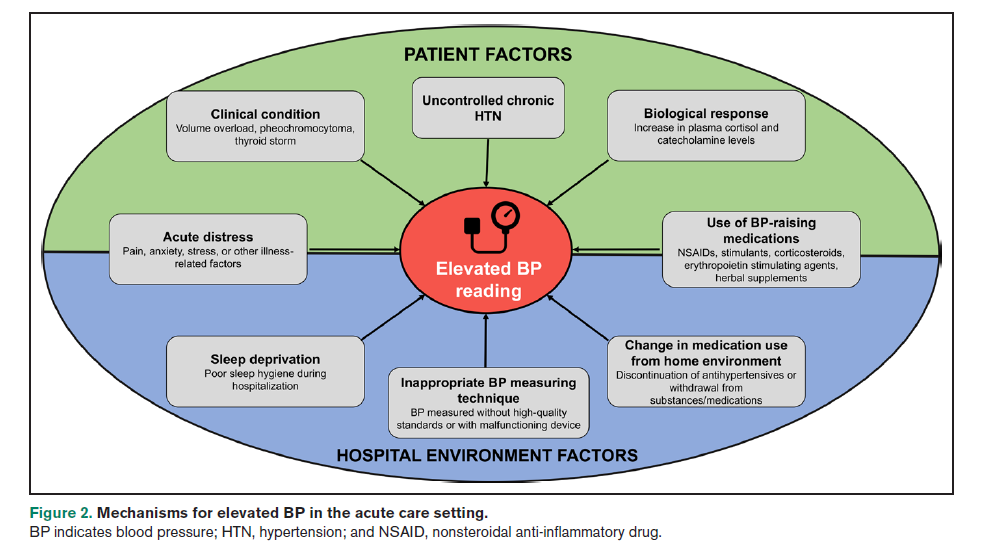 PATIENT FACTORS
Clinical condition
Volume overload, pheochromocytoma,
thyroid storm
Uncontrolled chronic
HTN
Biological response
Increase in plasma cortisol and
catecholamine levels
Acute distress
Pain, anxiety, stress, or other illness-
related factors
Elevated BP
reading
Use of BP-raising
medications
NSAIDs, stimulants, corticosteroids,
erythropoietin stimulating agents,
herbal supplements
Sleep deprivation
Poor sleep hygiene during
hospitalization
Inappropriate BP measuring
technique
BP measured without high-quality
standards or with malfunctioning device
Change in medication use
from home environment
Discontinuation of antihypertensives or
withdrawal from
substances/medications
HOSPITAL ENVIRONMENT FACTORS
Figure 2. Mechanisms for elevated BP in the acute care setting.
BP indicates blood pressure; HTN, hypertension; and NSAID, nonsteroidal anti-inflammatory drug.